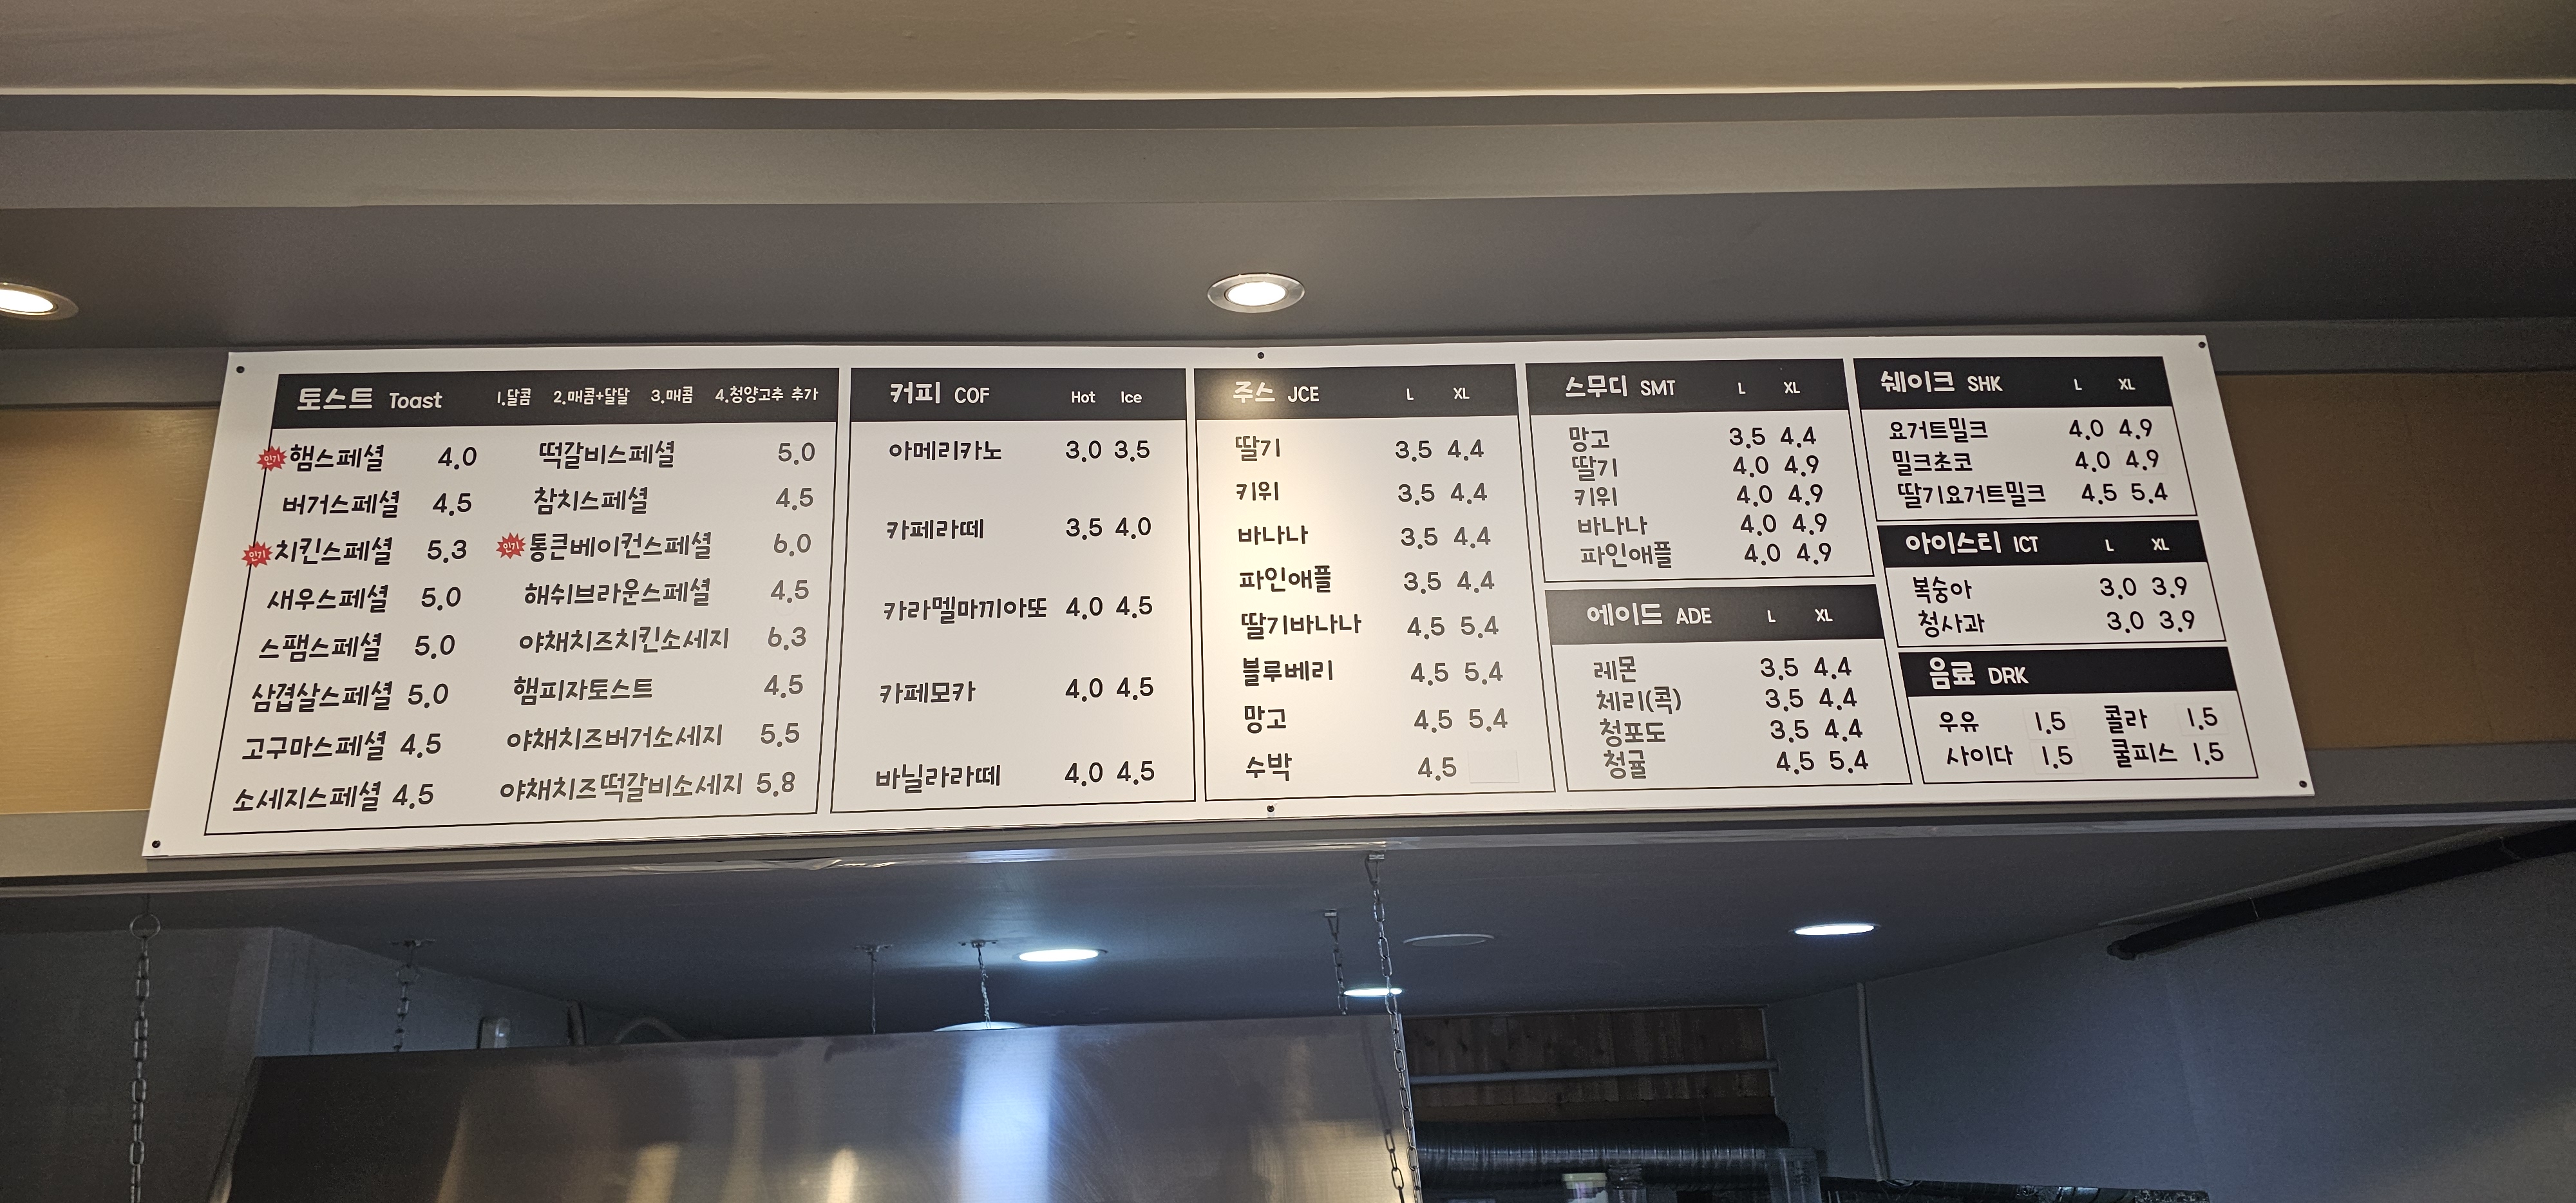 토스트 Toast 1.달콤 2.매콤+달달 3.매콤 4.청양고추 추가
인기 햄스페셜 4.0 떡갈비스페셜 5.0
버거스페셜 4.5 참치스페셜 4.5
인기 치킨스페셜 5.3 인기 통큰베이컨스페셜 6.0
새우스페셜 5.0 해쉬브라운스페셜 4.5
스팸스페셜 5.0 야채치즈치킨소세지 6.3
삼겹살스페셜 5.0 햄피자토스트 4.5
고구마스페셜 4.5 야채치즈버거소세지 5.5
소세지스페셜 4.5 야채치즈떡갈비소세지 5.8
커피 COF Hot Ice
아메리카노 3.0 3.5
카페라떼 3.5 4.0
카라멜마끼아또 4.0 4.5
카페모카 4.0 4.5
바닐라라떼 4.0 4.5
주스 JCE L XL
딸기 3.5 4.4
키위 3.5 4.4
바나나 3.5 4.4
파인애플 3.5 4.4
딸기바나나 4.5 5.4
블루베리 4.5 5.4
망고 4.5 5.4
수박 4.5
스무디 SMT L XL
망고 3.5 4.4
딸기 4.0 4.9
키위 4.0 4.9
바나나 4.0 4.9
파인애플 4.0 4.9
에이드 ADE L XL
레몬 3.5 4.4
체리(콕) 3.5 4.4
청포도 3.5 4.4
청귤 4.5 5.4
쉐이크 SHK L XL
요거트밀크 4.0 4.9
밀크초코 4.0 4.9
딸기요거트밀크 4.5 5.4
아이스티 ICT L XL
복숭아 3.0 3.9
청사과 3.0 3.9
음료 DRK
우유 1.5 콜라 1.5
사이다 1.5 쿨피스 1.5